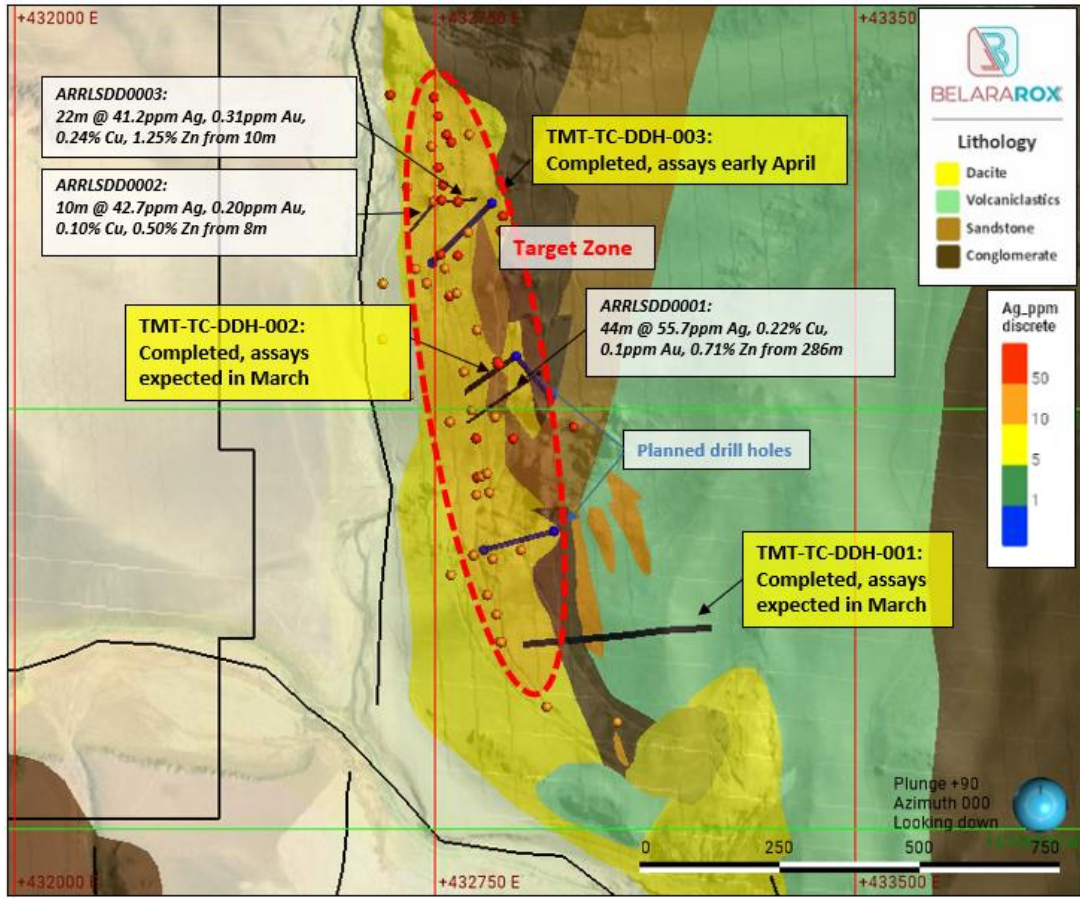 +432000 E
+432750 E
+43350
BELARAROX
Lithology
Dacite
Volcaniclastics
Sandstone
Conglomerate
Ag_ppm
discrete
50
10
5
1
ARRLSDD0003:
22m @ 41.2ppm Ag, 0.31ppm Au,
0.24% Cu, 1.25% Zn from 10m
ARRLSDD0002:
10m @ 42.7ppm Ag, 0.20ppm Au,
0.10% Cu, 0.50% Zn from 8m
TMT-TC-DDH-003:
Completed, assays early April
Target Zone
ARRLSDD0001:
44m @ 55.7ppm Ag, 0.22% Cu,
0.1ppm Au, 0.71% Zn from 286m
TMT-TC-DDH-002:
Completed, assays
expected in March
Planned drill holes
TMT-TC-DDH-001:
Completed, assays
expected in March
Plunge +90
Azimuth 000
Looking down
0 250 500 750
+432000 E
+432750 E
+433500 E